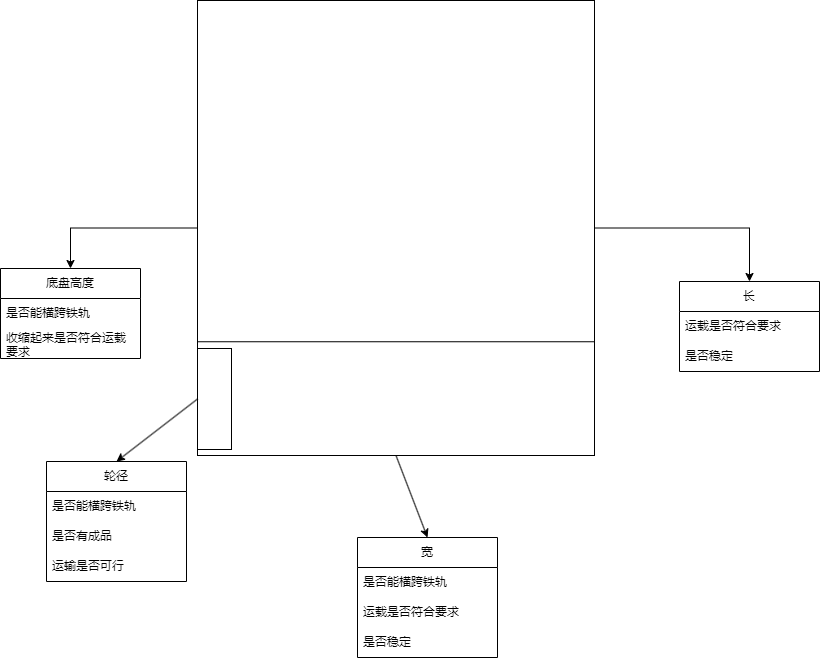 底盘高度
是否能横跨铁轨
收缩起来是否符合运载
要求
长
运载是否符合要求
是否稳定
轮径
是否能横跨铁轨
是否有成品
运输是否可行
宽
是否能横跨铁轨
运载是否符合要求
是否稳定